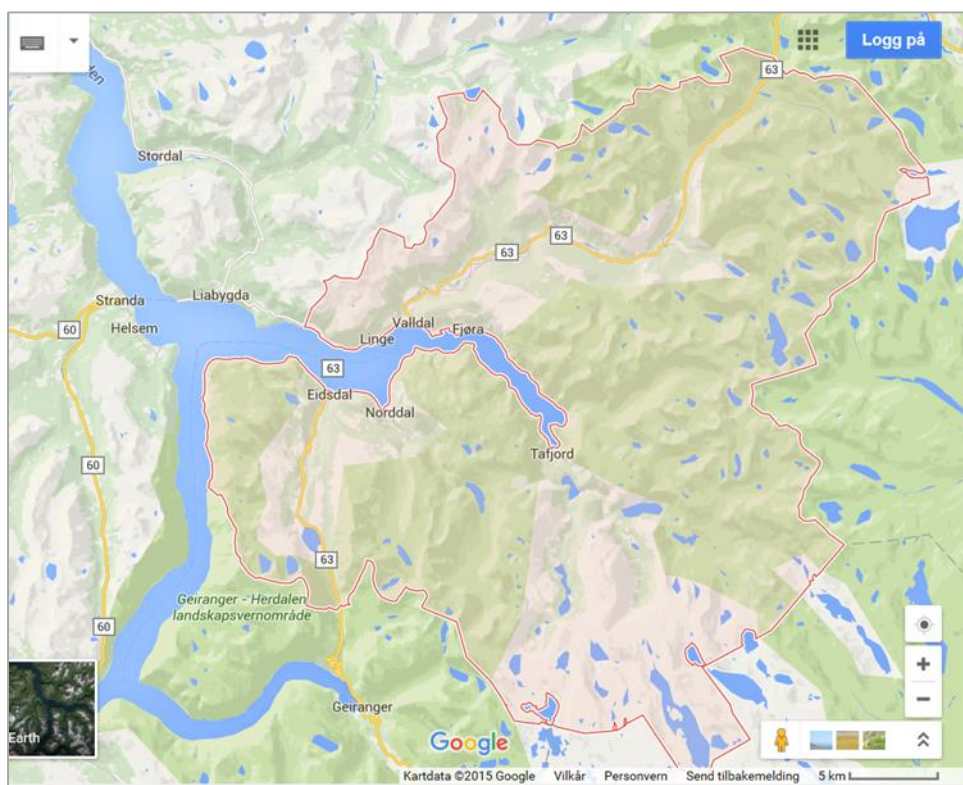 Logg på
63
den
Stordal
63
63
Liabygda
Stranda
60
Helsem
Valldal
Fjøra
Linge
63
Eidsdal
Norddal
Tafjord
60
63
Geiranger - Herdalen
landskapsvernområde
60
Geiranger
Earth
Google
Kartdata ©2015 Google Vilkår Personvern Send tilbakemelding 5 km